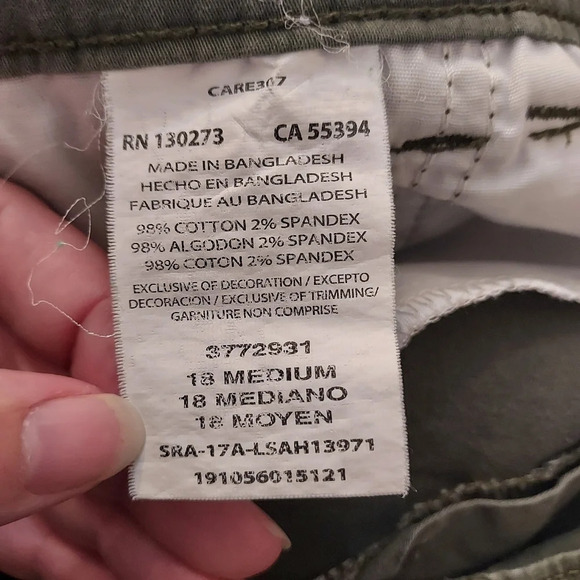 CARE367
RN 130273 CA 55394
MADE IN BANGLADESH
HECHO EN BANGLADESH
FABRIQUE AU BANGLADESH
98% COTTON 2% SPANDEX
98% ALGODON 2% SPANDEX
98% COTON 2% SPANDEX
EXCLUSIVE OF DECORATION / EXCEPTO
DECORACION / EXCLUSIVE OF TRIMMING/
GARNITURE NON COMPRISE
3772931
18 MEDIUM
18 MEDIANO
18 MOYEN
SRA-17A-LSAH13971
191056015121